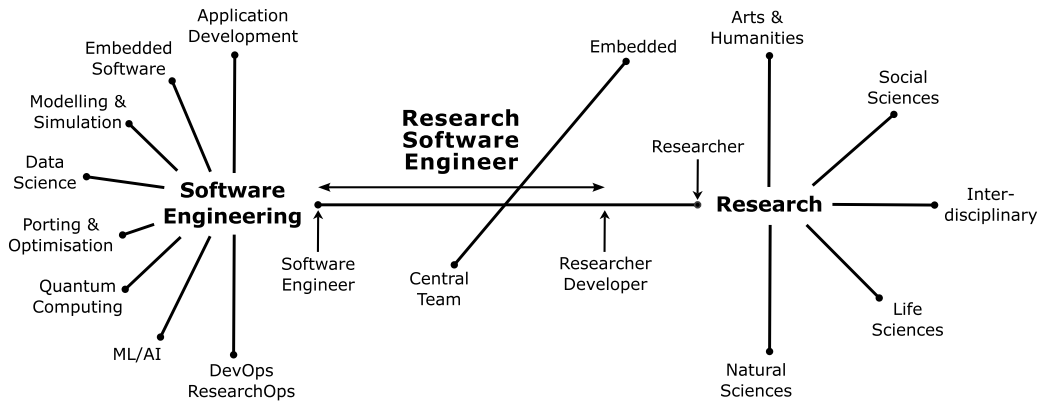 Application
Development
Embedded
Software
Modelling &
Simulation
Data
Science
Porting &
Optimisation
Quantum
Computing
ML/AI
DevOps
ResearchOps
Software
Engineering
Research
Software
Engineer
Software
Engineer
Embedded
Central
Team
Researcher
Developer
Researcher
Research
Arts &
Humanities
Social
Sciences
Inter-
disciplinary
Life
Sciences
Natural
Sciences